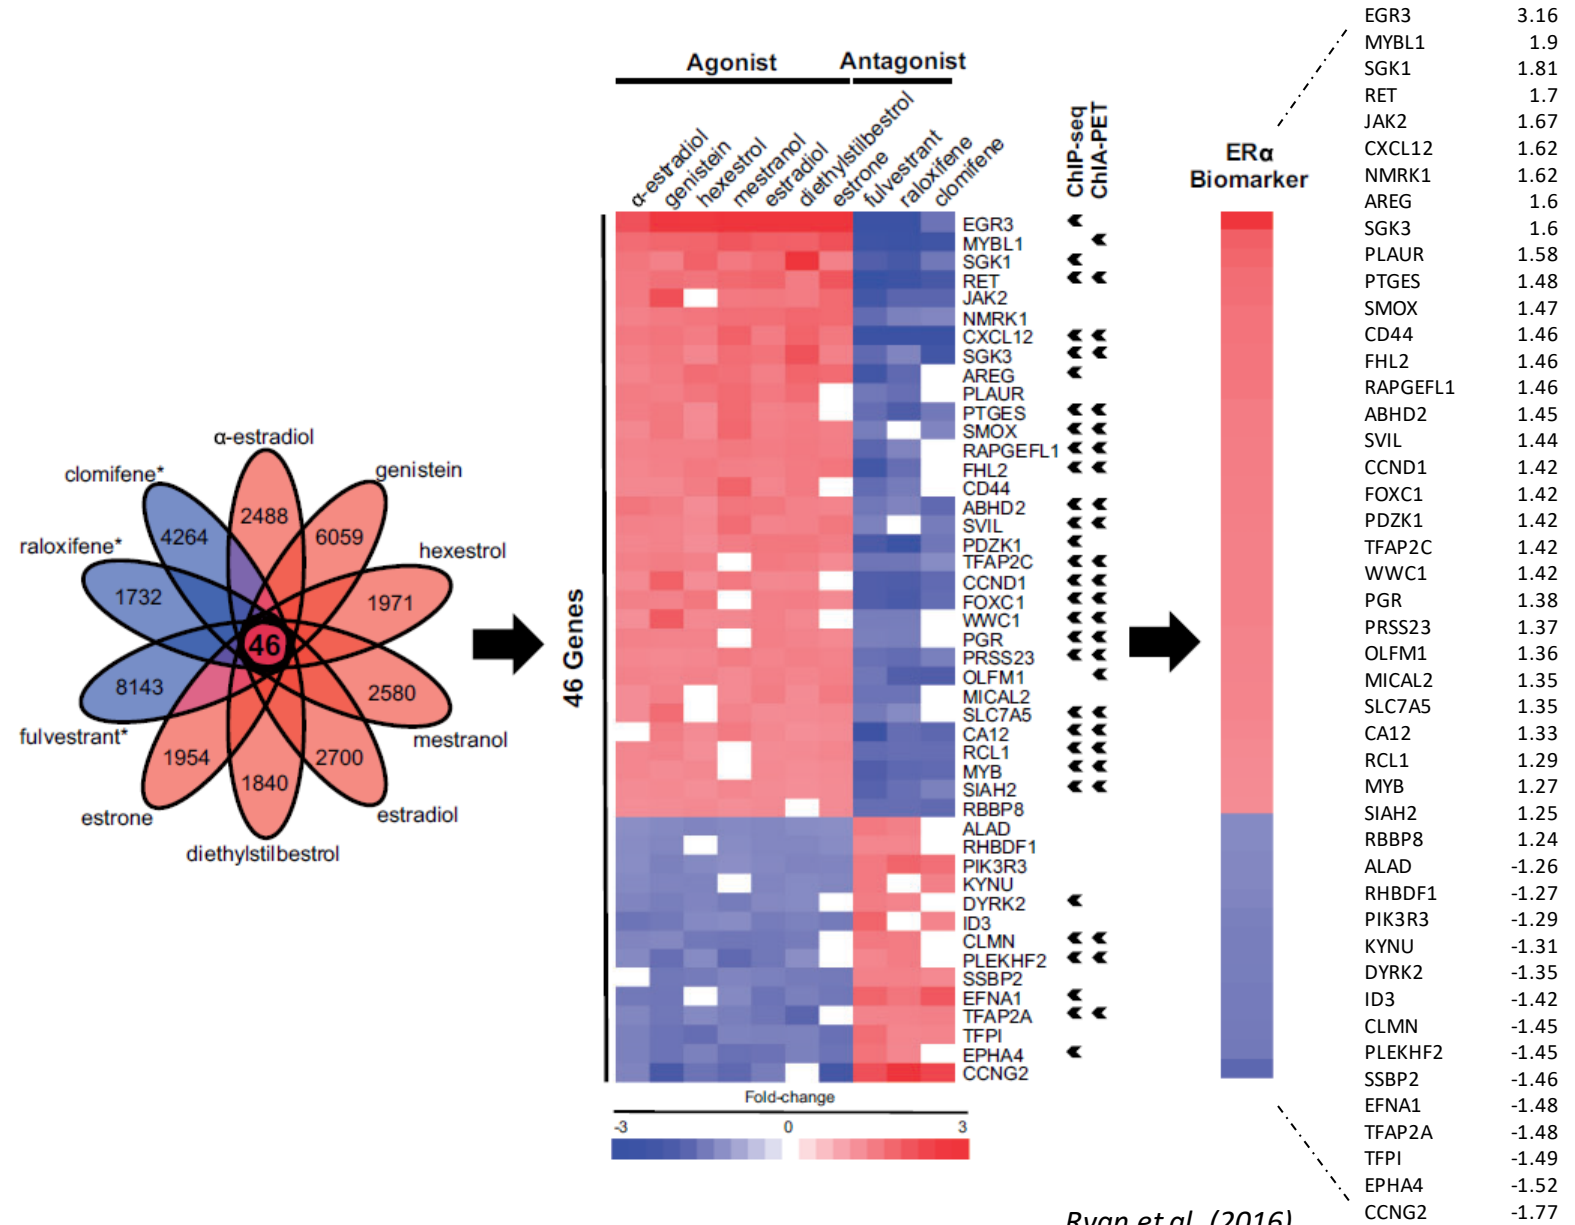 α-estradiol
clomifene*
genistein
raloxifene*
hexestrol
2488
4264
6059
1732
1971
46
8143
2580
fulvestrant*
mestranol
1954
2700
1840
estrone
estradiol
diethylstilbestrol
Agonist
Antagonist
α-estradiol
genistein
hexestrol
mestranol
estradiol
diethylstilbestrol
estrone
fulvestrant
raloxifene
clomifene
ChIP-seq
ChIA-PET
46 Genes
EGR3
MYBL1
SGK1
RET
JAK2
NMRK1
CXCL12
SGK3
AREG
PLAUR
PTGES
SMOX
RAPGEFL1
FHL2
CD44
ABHD2
SVIL
PDZK1
TFAP2C
CCND1
FOXC1
WWC1
PGR
PRSS23
OLFM1
MICAL2
SLC7A5
CA12
RCL1
MYB
SIAH2
RBBP8
ALAD
RHBDF1
PIK3R3
KYNU
DYRK2
ID3
CLMN
PLEKHF2
SSBP2
EFNA1
TFAP2A
TFPI
EPHA4
CCNG2
Fold-change
-3 0 3
ERα
Biomarker
EGR3 3.16
MYBL1 1.9
SGK1 1.81
RET 1.7
JAK2 1.67
CXCL12 1.62
NMRK1 1.62
AREG 1.6
SGK3 1.6
PLAUR 1.58
PTGES 1.48
SMOX 1.47
CD44 1.46
FHL2 1.46
RAPGEFL1 1.46
ABHD2 1.45
SVIL 1.44
CCND1 1.42
FOXC1 1.42
PDZK1 1.42
TFAP2C 1.42
WWC1 1.42
PGR 1.38
PRSS23 1.37
OLFM1 1.36
MICAL2 1.35
SLC7A5 1.35
CA12 1.33
RCL1 1.29
MYB 1.27
SIAH2 1.25
RBBP8 1.24
ALAD -1.26
RHBDF1 -1.27
PIK3R3 -1.29
KYNU -1.31
DYRK2 -1.35
ID3 -1.42
CLMN -1.45
PLEKHF2 -1.45
SSBP2 -1.46
EFNA1 -1.48
TFAP2A -1.48
TFPI -1.49
EPHA4 -1.52
CCNG2 -1.77
Ryan et al. (2016)